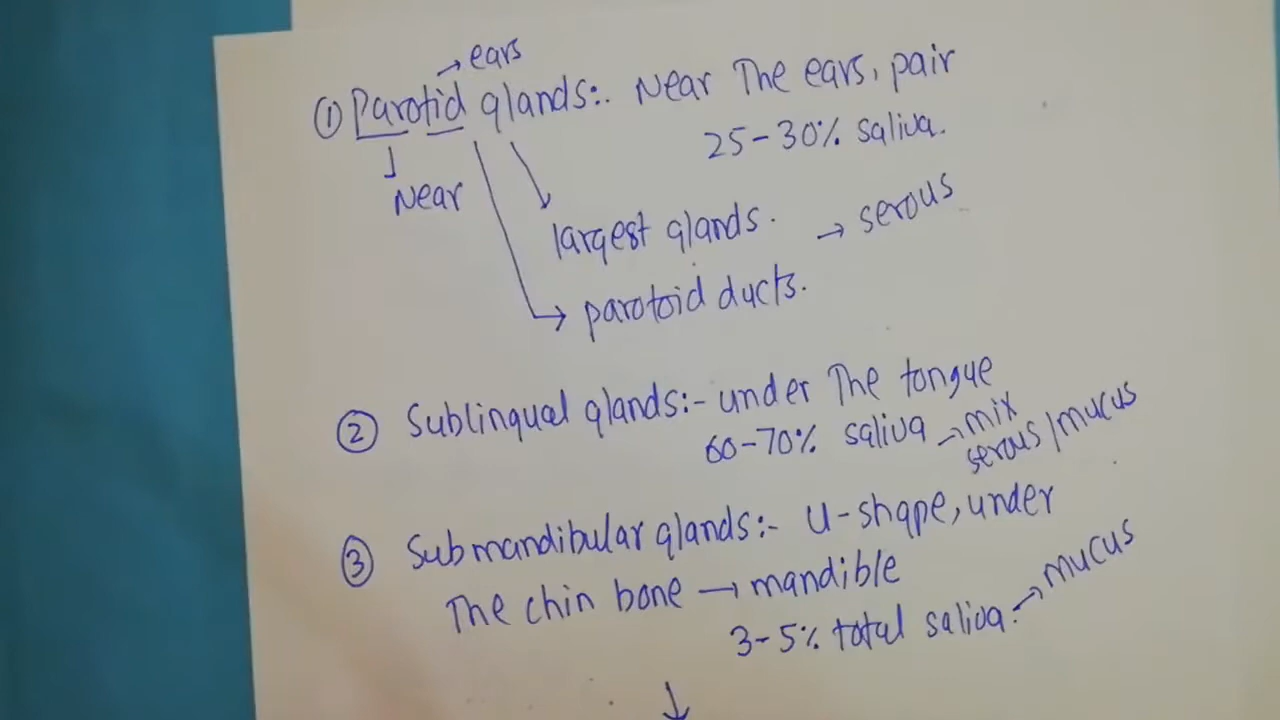 → ears
① Parotid glands:. Near The ears, pair
25-30% saliva.
Near
largest glands. → serous
→ parotoid ducts.
② Sublingual glands:- under The tongue
60-70% saliva → mix
serous/mucus
③ Submandibular glands:- U-shape, under
The chin bone → mandible
3-5% total saliva. → mucus